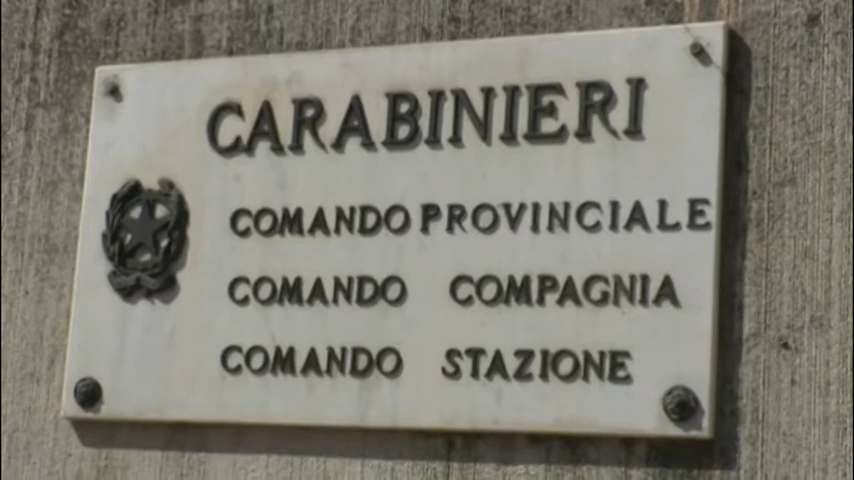 CARABINIERI
COMANDO PROVINCIALE
COMANDO COMPAGNIA
COMANDO STAZIONE